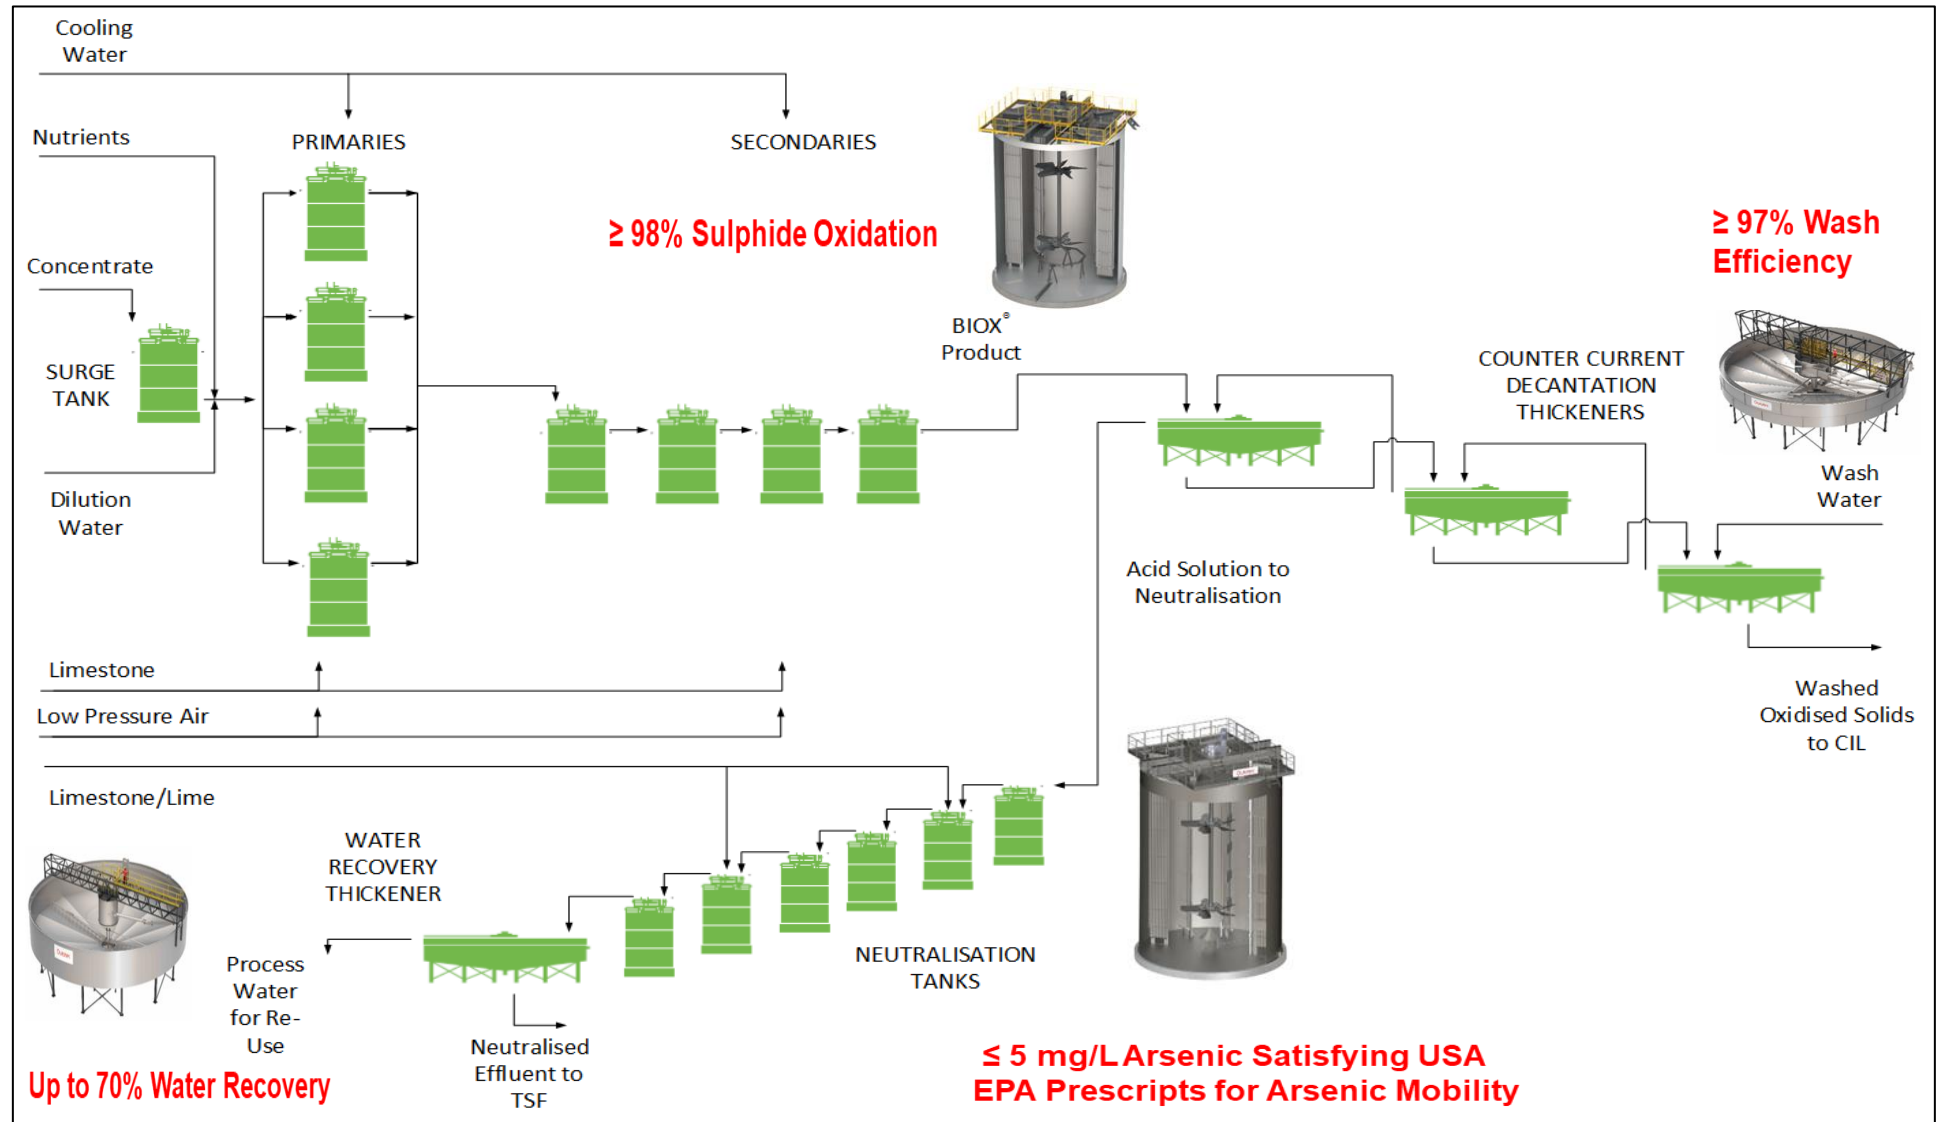 Cooling
Water
Nutrients
PRIMARIES
SECONDARIES
≥ 98% Sulphide Oxidation
≥ 97% Wash
Efficiency
Concentrate
SURGE
TANK
BIOX®
Product
COUNTER CURRENT
DECANTATION
THICKENERS
Wash
Water
Dilution
Water
Acid Solution to
Neutralisation
Limestone
Low Pressure Air
Washed
Oxidised Solids
to CIL
Limestone/Lime
WATER
RECOVERY
THICKENER
NEUTRALISATION
TANKS
Process
Water
for Re-
Use
Neutralised
Effluent to
TSF
Up to 70% Water Recovery
≤ 5 mg/L Arsenic Satisfying USA
EPA Prescripts for Arsenic Mobility